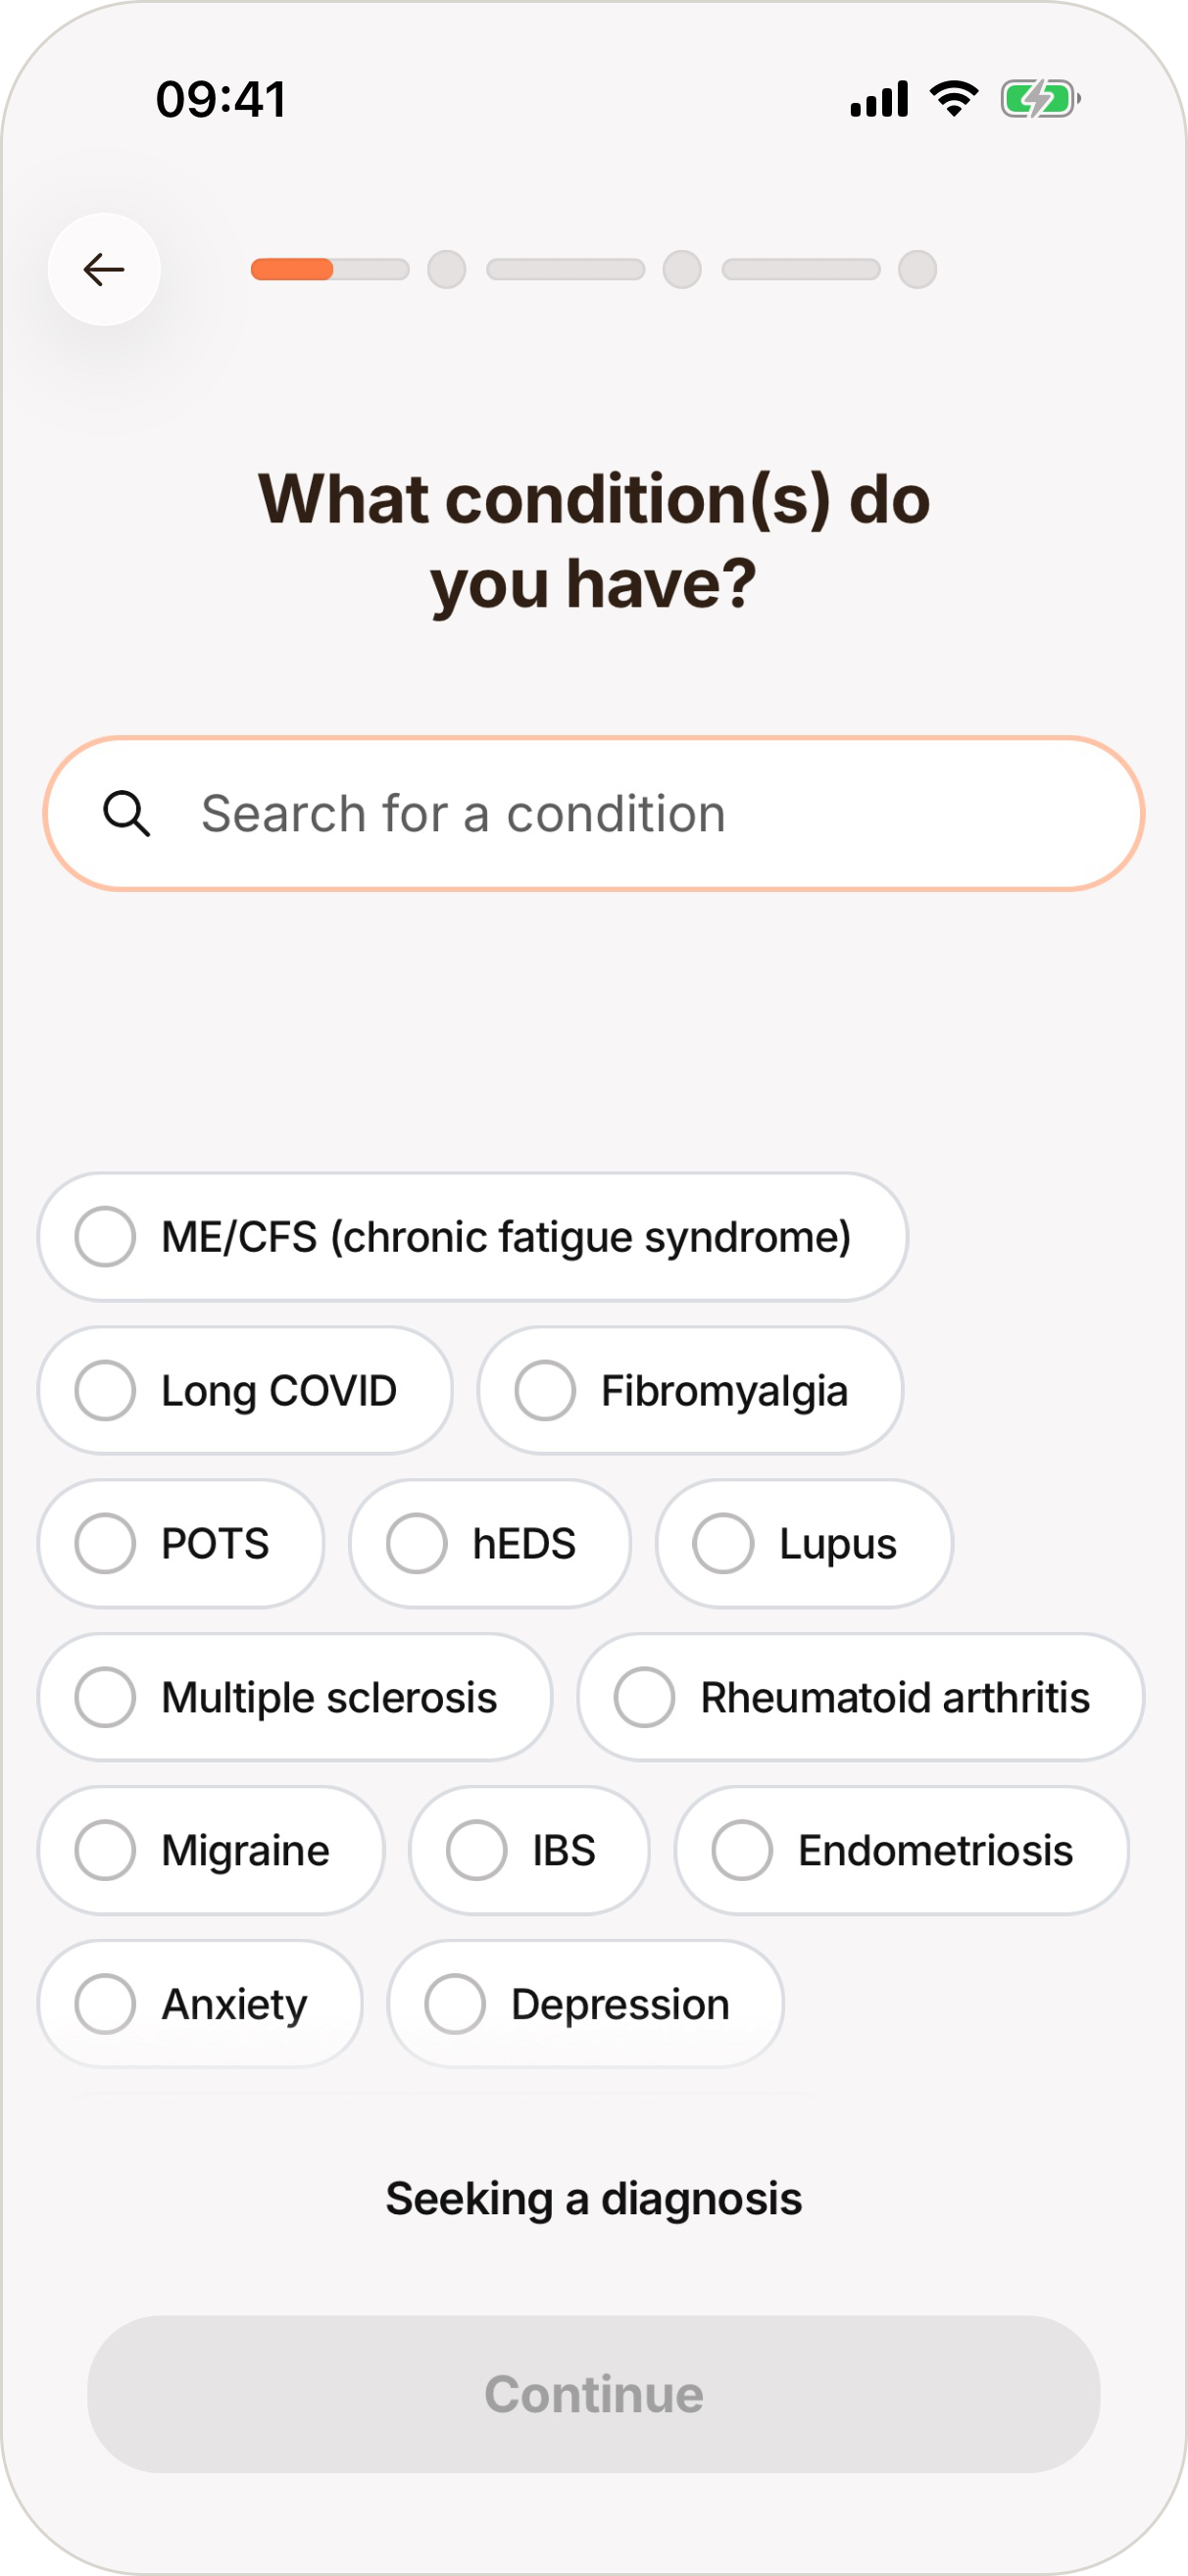 09:41
What condition(s) do
you have?
Search for a condition
ME/CFS (chronic fatigue syndrome)
Long COVID Fibromyalgia
POTS hEDS Lupus
Multiple sclerosis Rheumatoid arthritis
Migraine IBS Endometriosis
Anxiety Depression
Seeking a diagnosis
Continue